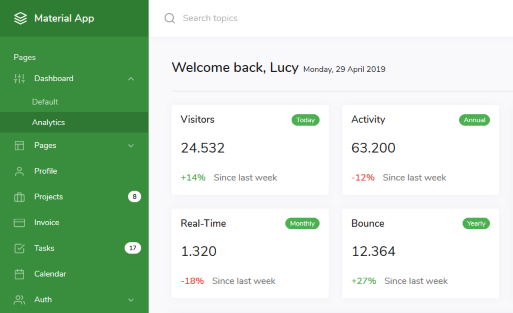 Material App
Search topics
Pages
Dashboard
Default
Analytics
Pages
Profile
Projects 8
Invoice
Tasks 17
Calendar
Auth
Welcome back, Lucy Monday, 29 April 2019
Visitors Today
24.532
+14% Since last week
Activity Annual
63.200
-12% Since last week
Real-Time Monthly
1.320
-18% Since last week
Bounce Yearly
12.364
+27% Since last week